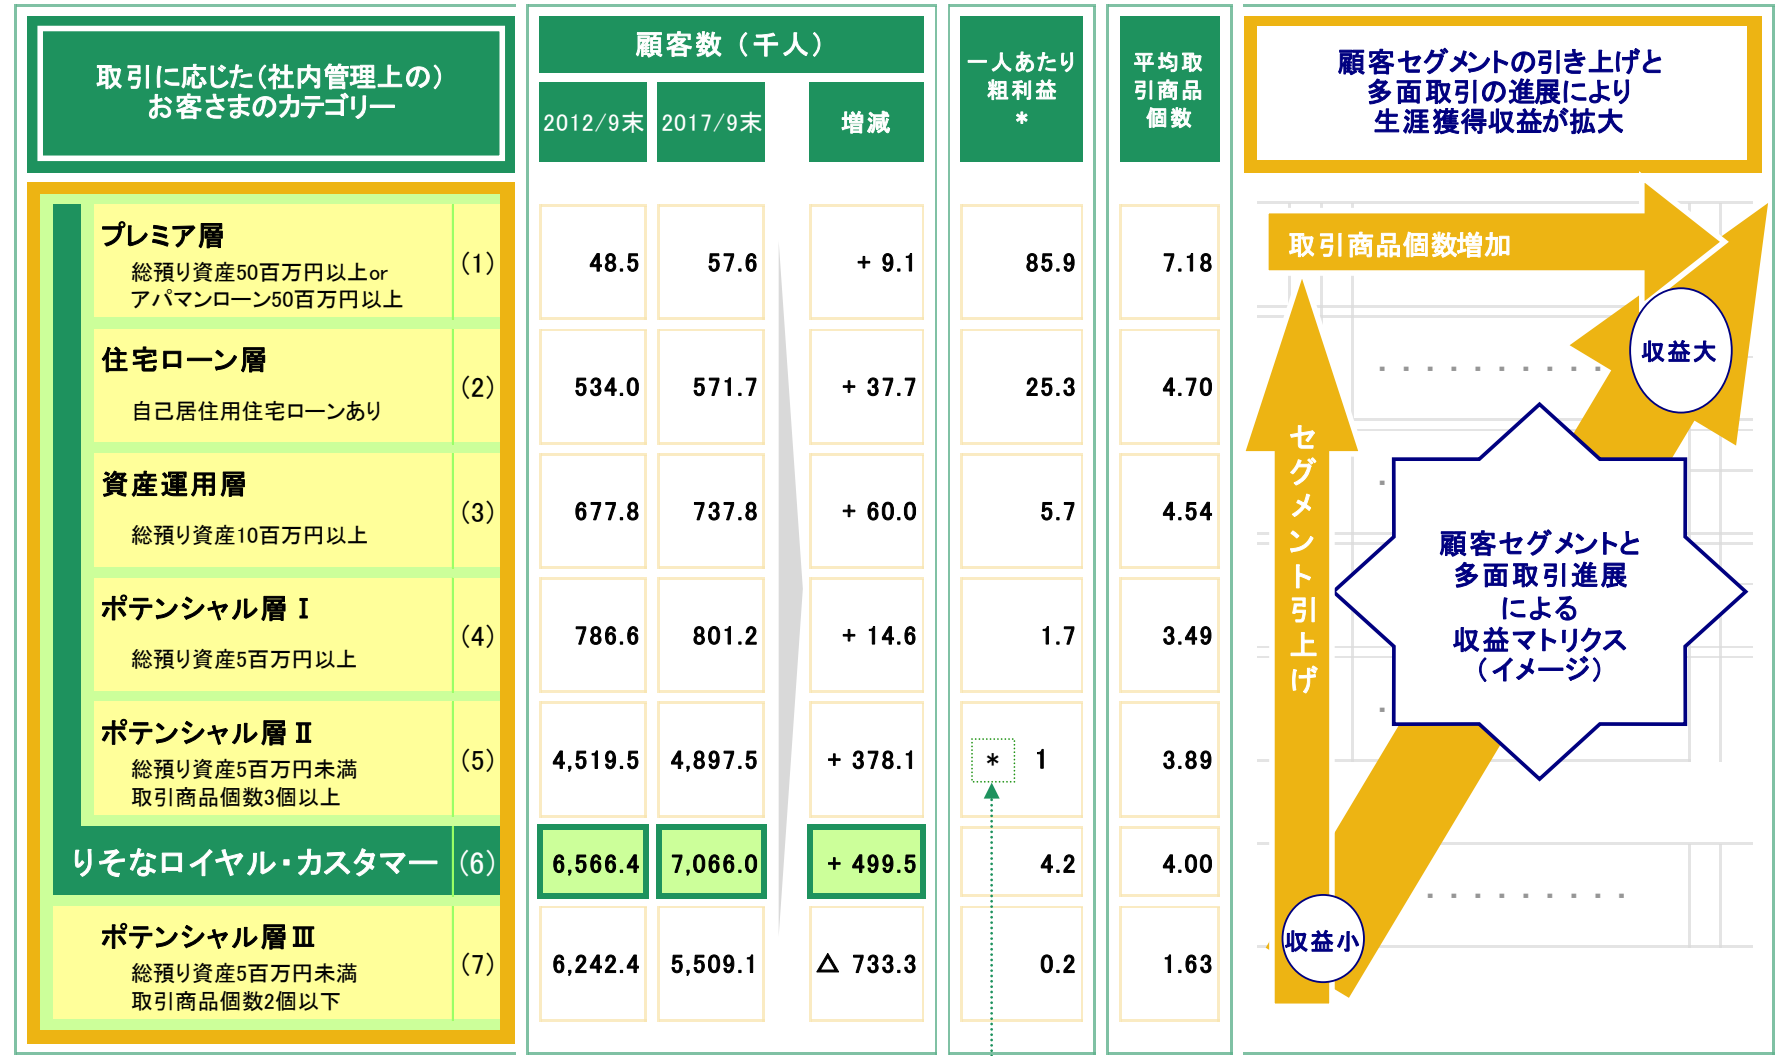 取引に応じた（社内管理上の）
お客さまのカテゴリー
顧客数（千人）
2012/9末
2017/9末
増減
一人あたり
粗利益
*
平均取
引商品
個数
顧客セグメントの引き上げと
多面取引の進展により
生涯獲得収益が拡大
プレミア層
総預り資産50百万円以上or
アパマンローン50百万円以上
(1)
48.5
57.6
+ 9.1
85.9
7.18
住宅ローン層
自己居住用住宅ローンあり
(2)
534.0
571.7
+ 37.7
25.3
4.70
資産運用層
総預り資産10百万円以上
(3)
677.8
737.8
+ 60.0
5.7
4.54
ポテンシャル層Ⅰ
総預り資産5百万円以上
(4)
786.6
801.2
+ 14.6
1.7
3.49
ポテンシャル層Ⅱ
総預り資産5百万円未満
取引商品個数3個以上
(5)
4,519.5
4,897.5
+ 378.1
* 1
3.89
りそなロイヤル・カスタマー
(6)
6,566.4
7,066.0
+ 499.5
4.2
4.00
ポテンシャル層Ⅲ
総預り資産5百万円未満
取引商品個数2個以下
(7)
6,242.4
5,509.1
△ 733.3
0.2
1.63
取引商品個数増加
セグメント引上げ
収益大
顧客セグメントと
多面取引進展
による
収益マトリクス
（イメージ）
収益小